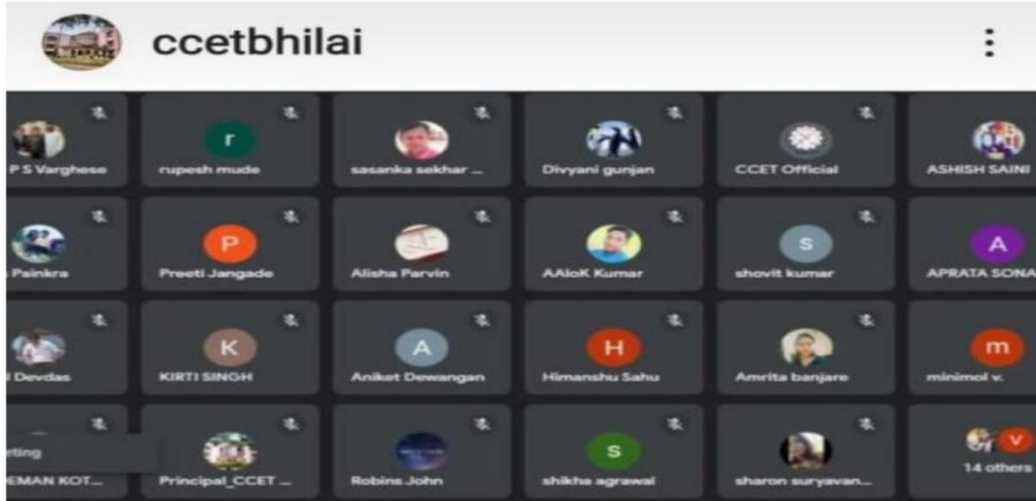 ccetbhilai
P S Varghese
r
rupesh mude
sasanka sekhar ...
Divyani gunjan
CCET Official
ASHISH SAINI
Painkra
P
Preeti Jangade
Alisha Parvin
AAloK Kumar
s
shovit kumar
A
APRATA SONA
Devdas
K
KIRTI SINGH
A
Aniket Dewangan
H
Himanshu Sahu
Amrita banjare
m
minimol v.
eting
EMAN KOT...
Principal_CCET ...
Robins John
s
shikha agrawal
sharon suryavan...
V
14 others